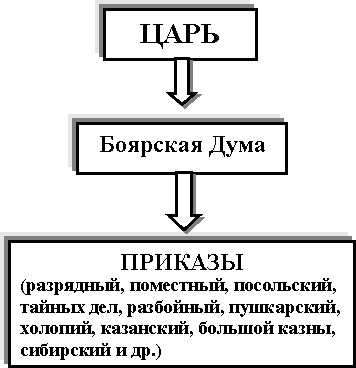 ЦАРЬ
Боярская Дума
ПРИКАЗЫ
(разрядный, поместный, посольский,
тайных дел, разбойный, пушкарский,
холопий, казанский, большой казны,
сибирский и др.)